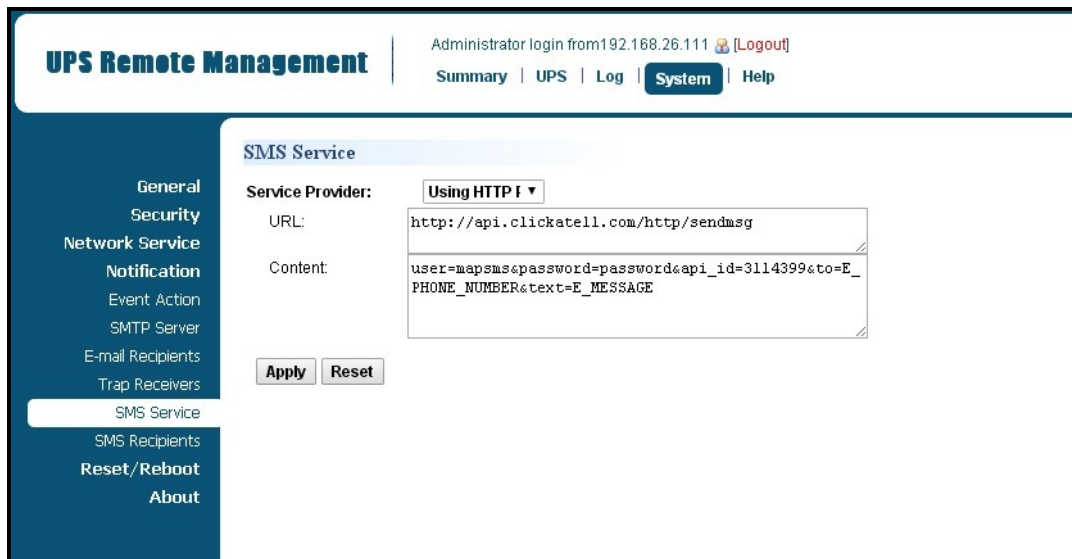 UPS Remote Management
Administrator login from192.168.26.111 [Logout]
Summary | UPS | Log | System | Help
General
Security
Network Service
Notification
Event Action
SMTP Server
E-mail Recipients
Trap Receivers
SMS Service
SMS Recipients
Reset/Reboot
About
SMS Service
Service Provider: Using HTTP
URL: http://api.clickatell.com/http/sendmsg
Content: user=mapsms&password=password&api_id=3114399&to=E_
PHONE_NUMBER&text=E_MESSAGE
Apply Reset